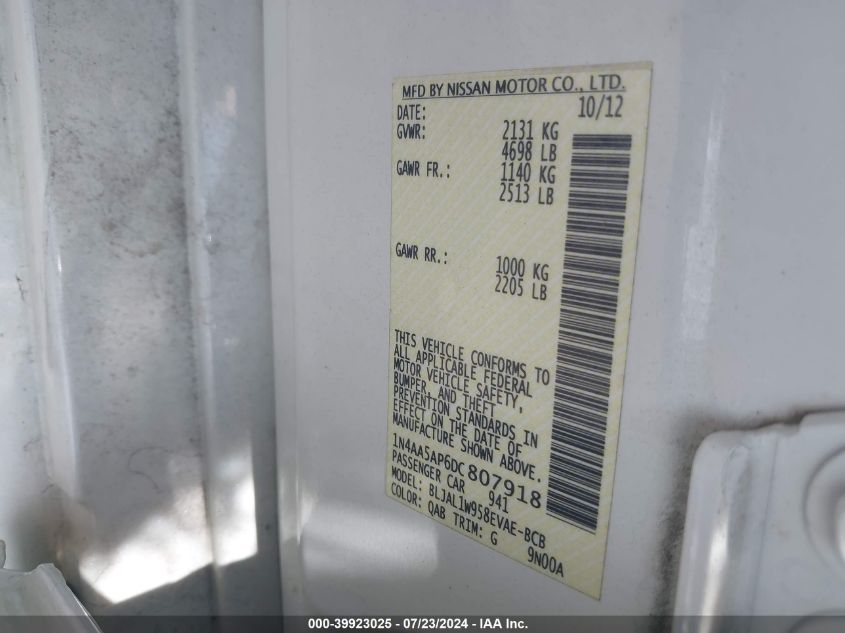 MFD BY NISSAN MOTOR CO., LTD.
DATE: 10/12
GVWR: 2131 KG
4698 LB
GAWR FR.: 1140 KG
2513 LB
GAWR RR.: 1000 KG
2205 LB
THIS VEHICLE CONFORMS TO
ALL APPLICABLE FEDERAL
MOTOR VEHICLE SAFETY,
BUMPER, AND THEFT
PREVENTION STANDARDS IN
EFFECT ON THE DATE OF
MANUFACTURE SHOWN ABOVE.
1N4AA5AP6DC807918
PASSENGER CAR 941
MODEL: BLJAL1W958EVAE-BCB
COLOR: QAB TRIM: G 9N00A
000-39923025 - 07/23/2024 - IAA Inc.